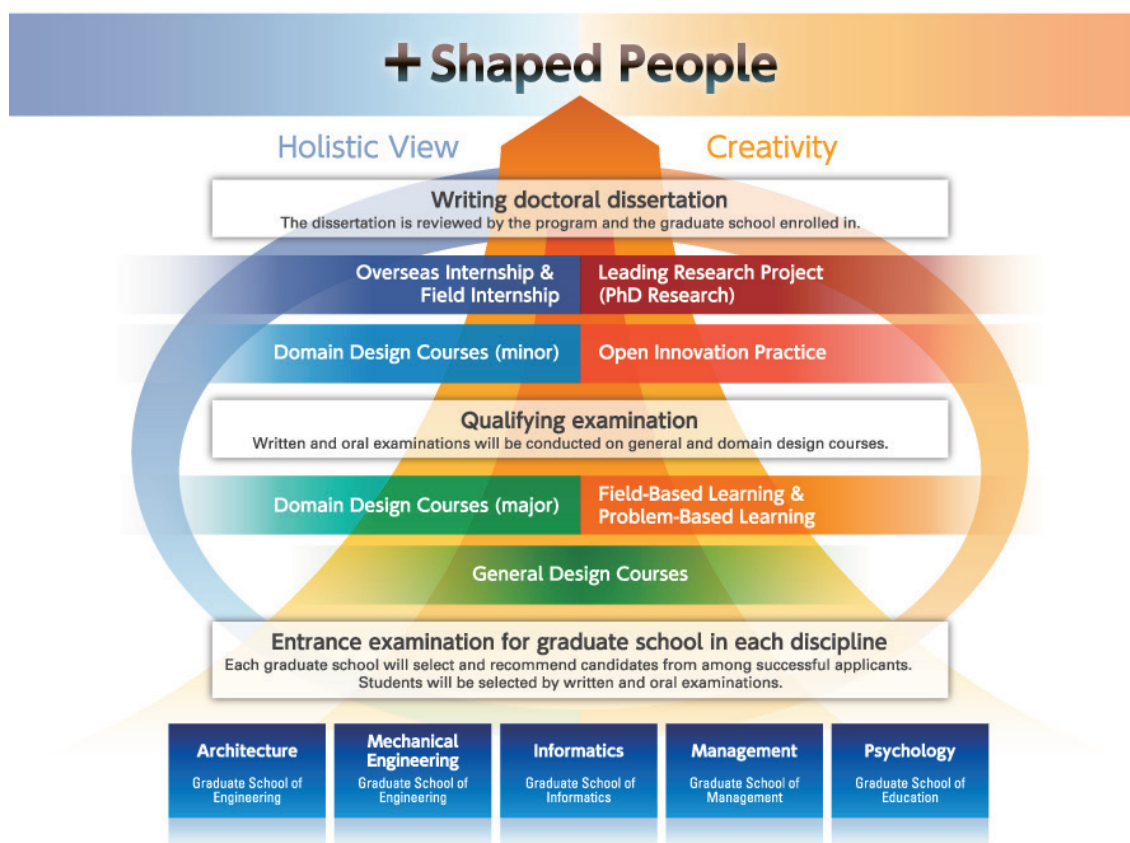 +Shaped People
Holistic View
Creativity
Writing doctoral dissertation
The dissertation is reviewed by the program and the graduate school enrolled in.
Overseas Internship &
Field Internship
Leading Research Project
(PhD Research)
Domain Design Courses (minor)
Open Innovation Practice
Qualifying examination
Written and oral examinations will be conducted on general and domain design courses.
Domain Design Courses (major)
Field-Based Learning &
Problem-Based Learning
General Design Courses
Entrance examination for graduate school in each discipline
Each graduate school will select and recommend candidates from among successful applicants.
Students will be selected by written and oral examinations.
Architecture
Graduate School of
Engineering
Mechanical
Engineering
Graduate School of
Engineering
Informatics
Graduate School of
Informatics
Management
Graduate School of
Management
Psychology
Graduate School of
Education